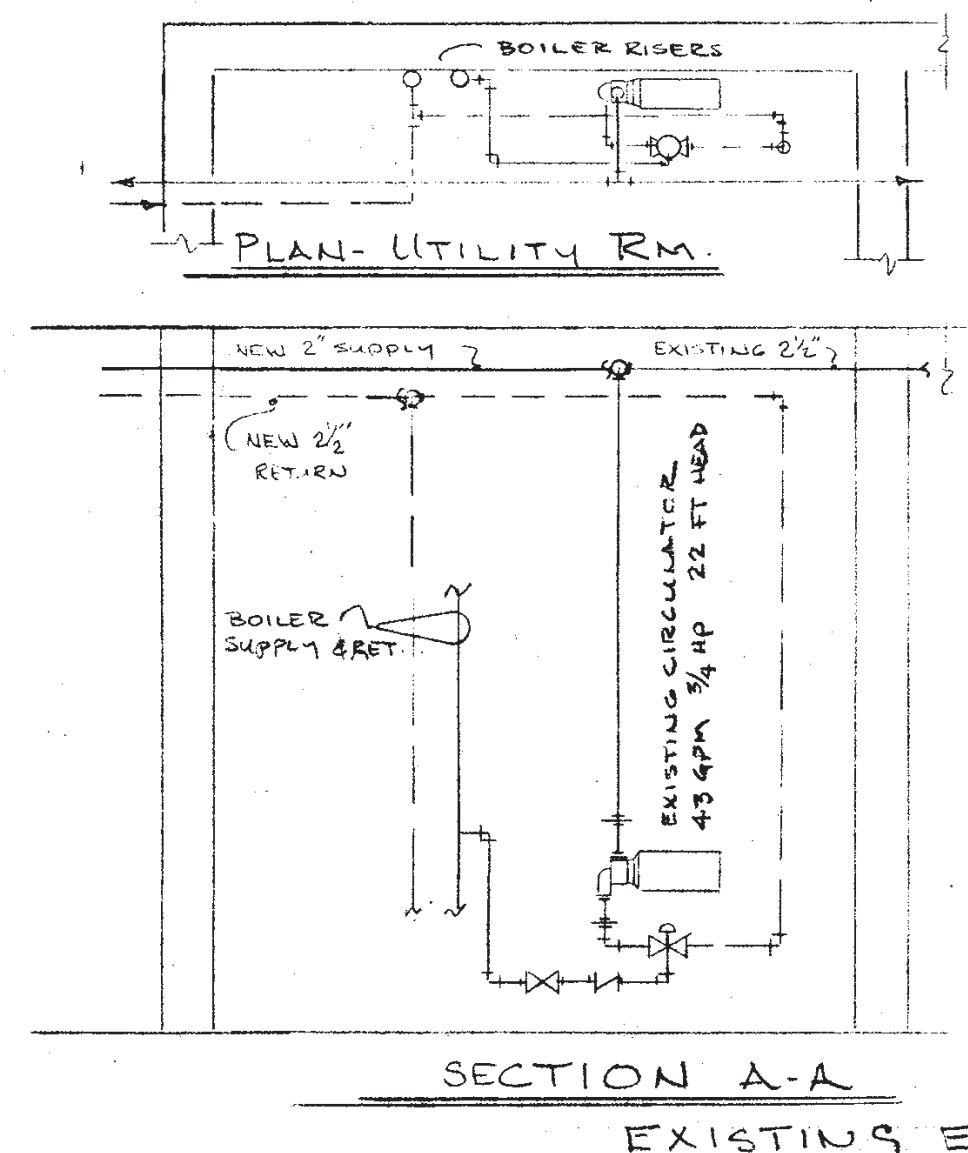 BOILER RISERS
PLAN- UTILITY RM.
NEW 2" SUPPLY
EXISTING 2½"
NEW 2½"
RETURN
EXISTING CIRCULATOR
43 GPM 3/4 HP 22 FT HEAD
BOILER
SUPPLY & RET.
SECTION A-A
EXISTING E